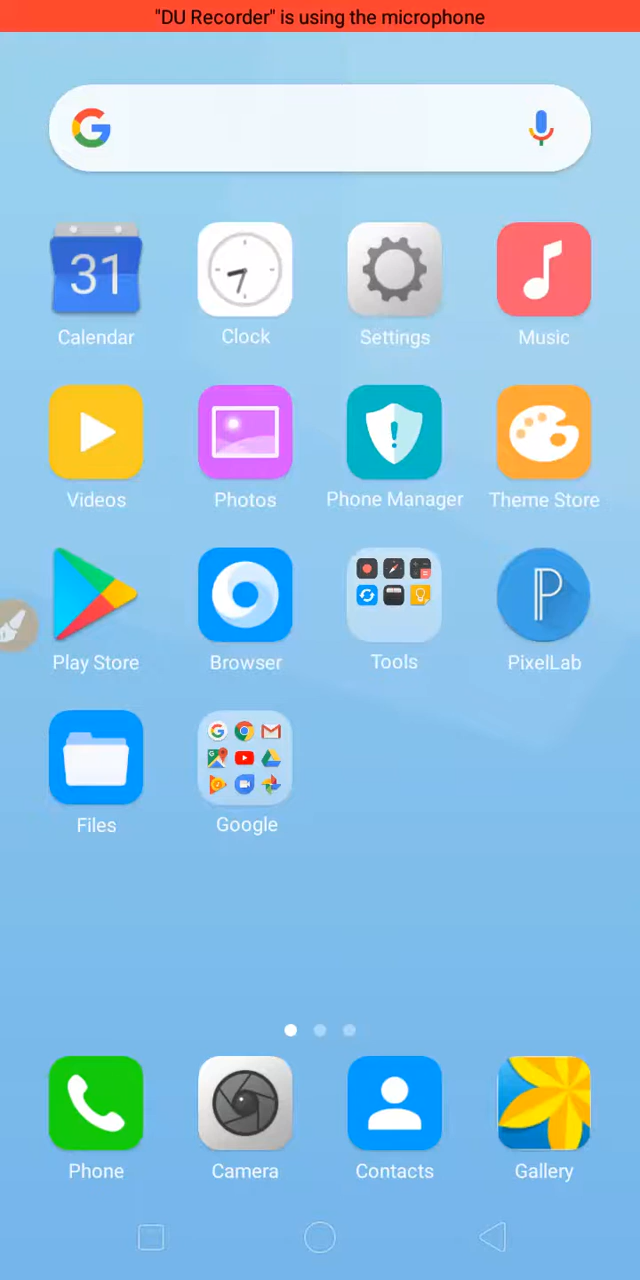 "DU Recorder" is using the microphone
G
31
Calendar
Clock
Settings
Music
Videos
Photos
Phone Manager
Theme Store
Play Store
Browser
Tools
P
PixelLab
Files
Google
Phone
Camera
Contacts
Gallery